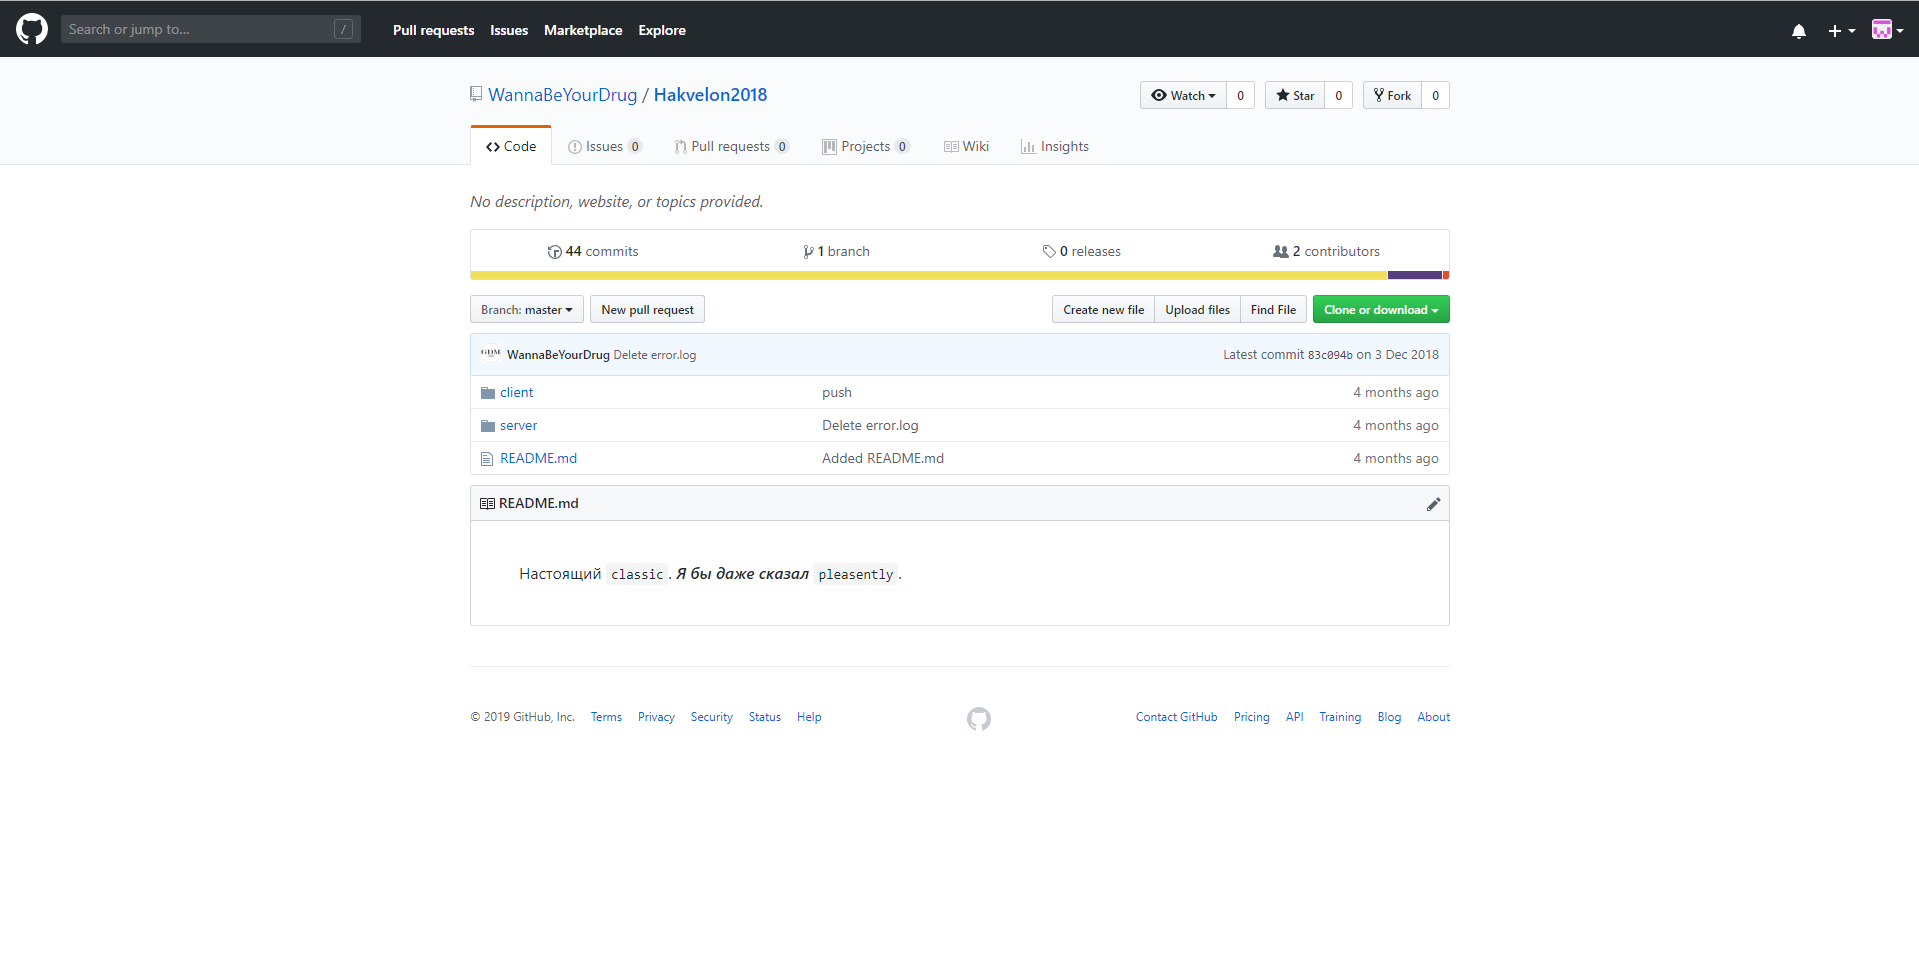 Search or jump to... / Pull requests Issues Marketplace Explore
WannaBeYourDrug / Hakvelon2018 Watch 0 Star 0 Fork 0
Code Issues 0 Pull requests 0 Projects 0 Wiki Insights
No description, website, or topics provided.
44 commits 1 branch 0 releases 2 contributors
Branch: master New pull request Create new file Upload files Find File Clone or download
GDM WannaBeYourDrug Delete error.log Latest commit 83c094b on 3 Dec 2018
client push 4 months ago
server Delete error.log 4 months ago
README.md Added README.md 4 months ago
README.md
Настоящий classic. Я бы даже сказал pleasently.
© 2019 GitHub, Inc. Terms Privacy Security Status Help Contact GitHub Pricing API Training Blog About